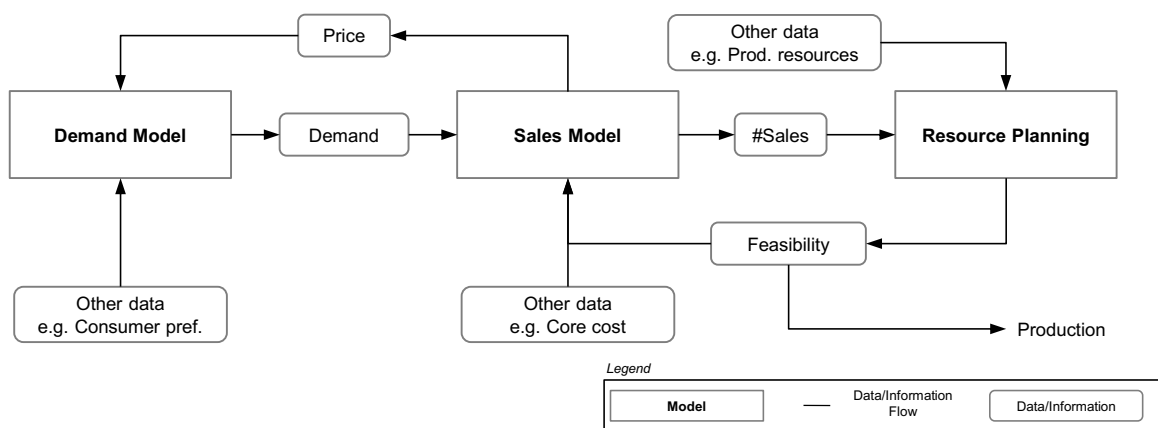 Price
Other data
e.g. Prod. resources
Demand Model
Demand
Sales Model
#Sales
Resource Planning
Feasibility
Other data
e.g. Consumer pref.
Other data
e.g. Core cost
Production
Legend
Model
Data/Information
Flow
Data/Information